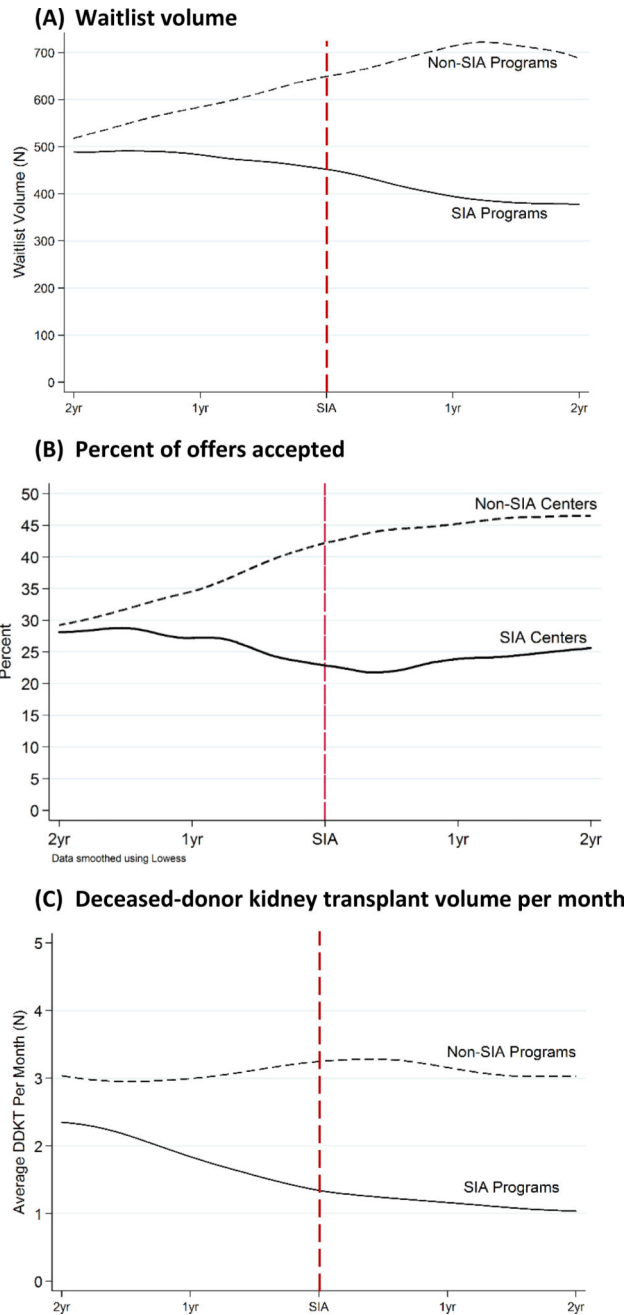 (A) Waitlist volume
700
600
500
400
300
200
100
0
Waitlist Volume (N)
Non-SIA Programs
SIA Programs
2yr 1yr SIA 1yr 2yr
(B) Percent of offers accepted
50
45
40
35
30
25
20
15
10
5
0
Percent
Non-SIA Centers
SIA Centers
2yr 1yr SIA 1yr 2yr
Data smoothed using Lowess
(C) Deceased-donor kidney transplant volume per month
5
4
3
2
1
0
Average DDKT Per Month (N)
Non-SIA Programs
SIA Programs
2yr 1yr SIA 1yr 2yr